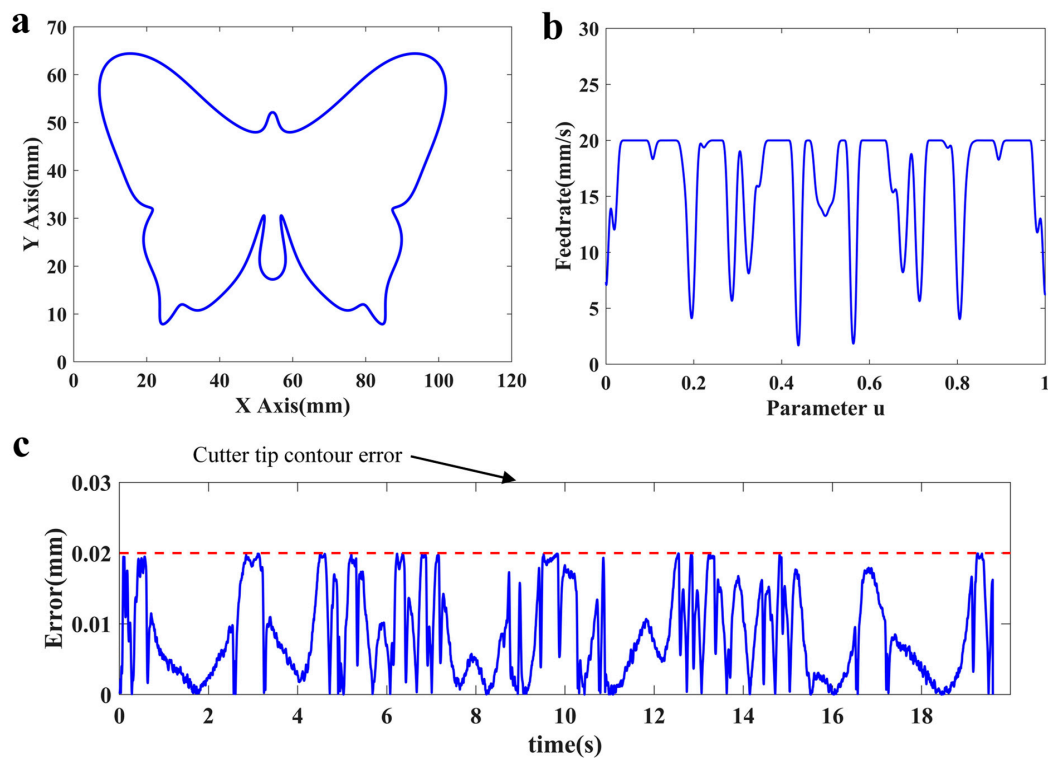 a
70
60
50
40
30
20
10
0
Y Axis(mm)
0 20 40 60 80 100 120
X Axis(mm)
b
30
25
20
15
10
5
0
Feedrate(mm/s)
0 0.2 0.4 0.6 0.8 1
Parameter u
c
Cutter tip contour error
0.03
0.02
0.01
0
Error(mm)
0 2 4 6 8 10 12 14 16 18
time(s)